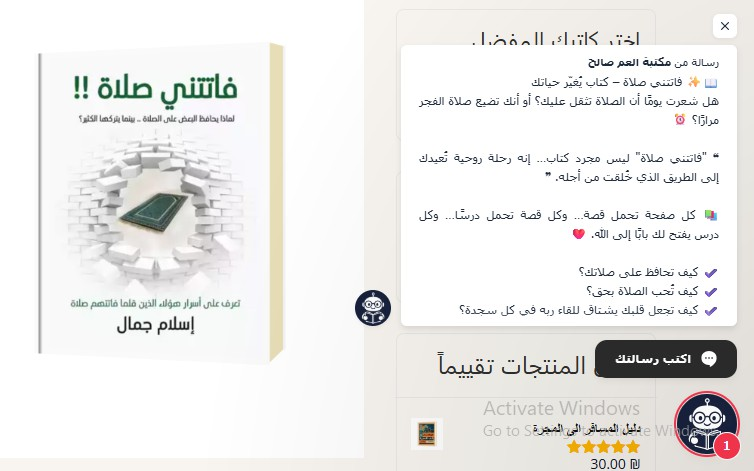 فاتتني صلاة !!
لماذا يحافظ البعض على الصلاة .. بينما يتركها الكثير؟
تعرف على أسرار هؤلاء الذين قلما فاتتهم صلاة
إسلام جمال
اختر كاتبك المفضل
رسالة من مكتبة العم صالح
📖 ✨ فاتتني صلاة – كتاب يُغيّر حياتك
هل شعرت يومًا أن الصلاة تثقل عليك؟ أو أنك تضيع صلاة الفجر
مرارًا؟ ⏰
❝ "فاتتني صلاة" ليس مجرد كتاب... إنه رحلة روحية تُعيدك
إلى الطريق الذي خُلقت من أجله. ❞
📚 كل صفحة تحمل قصة... وكل قصة تحمل درسًا... وكل
درس يفتح لك بابًا إلى الله. ❤️
✔ كيف تحافظ على صلاتك؟
✔ كيف تُحب الصلاة بحق؟
✔ كيف تجعل قلبك يشتاق للقاء ربه في كل سجدة؟
اكتب رسالتك
المنتجات تقييماً
Activate Windows
Go to Settings to activate Windows.
دليل المسافر الى المجرة
30.00 ₪
1